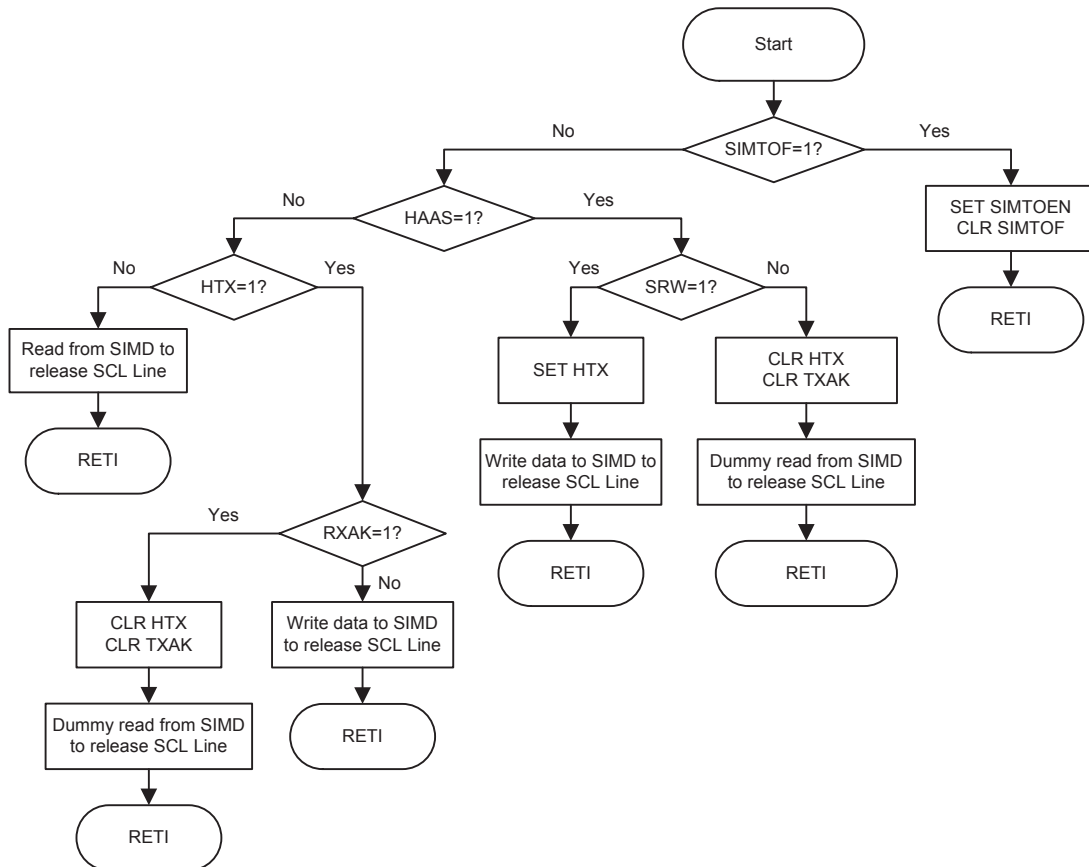 Start
No
SIMTOF=1?
Yes
No
HAAS=1?
Yes
SET SIMTOEN
CLR SIMTOF
RETI
No
HTX=1?
Yes
Yes
SRW=1?
No
Read from SIMD to
release SCL Line
RETI
SET HTX
Write data to SIMD to
release SCL Line
RETI
CLR HTX
CLR TXAK
Dummy read from SIMD
to release SCL Line
RETI
Yes
RXAK=1?
No
CLR HTX
CLR TXAK
Dummy read from SIMD
to release SCL Line
RETI
Write data to SIMD
to release SCL Line
RETI